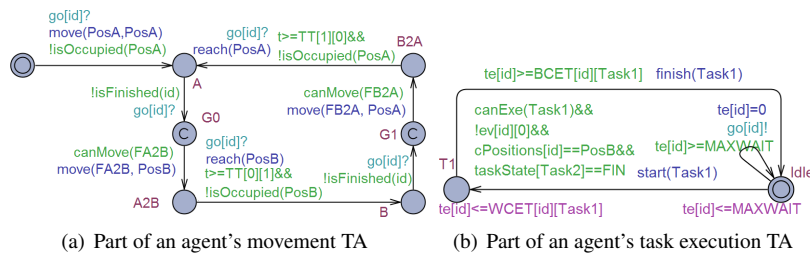 go[id]?
move(PosA,PosA)
!isOccupied(PosA)
go[id]?
reach(PosA)
t>=TT[1][0]&&
!isOccupied(PosA)
B2A
A
!isFinished(id)
go[id]?
G0
C
canMove(FA2B)
move(FA2B, PosB)
A2B
go[id]?
reach(PosB)
t>=TT[0][1]&&
!isOccupied(PosB)
canMove(FB2A)
move(FB2A, PosA)
G1
C
go[id]?
!isFinished(id)
B
te[id]>=BCET[id][Task1]
finish(Task1)
canExe(Task1)&&
!ev[id][0]&&
cPositions[id]==PosB&&
taskState[Task2]==FIN
te[id]=0
go[id]!
te[id]>=MAXWAIT
T1
start(Task1)
Idle
te[id]<=WCET[id][Task1]
te[id]<=MAXWAIT
(a) Part of an agent's movement TA
(b) Part of an agent's task execution TA